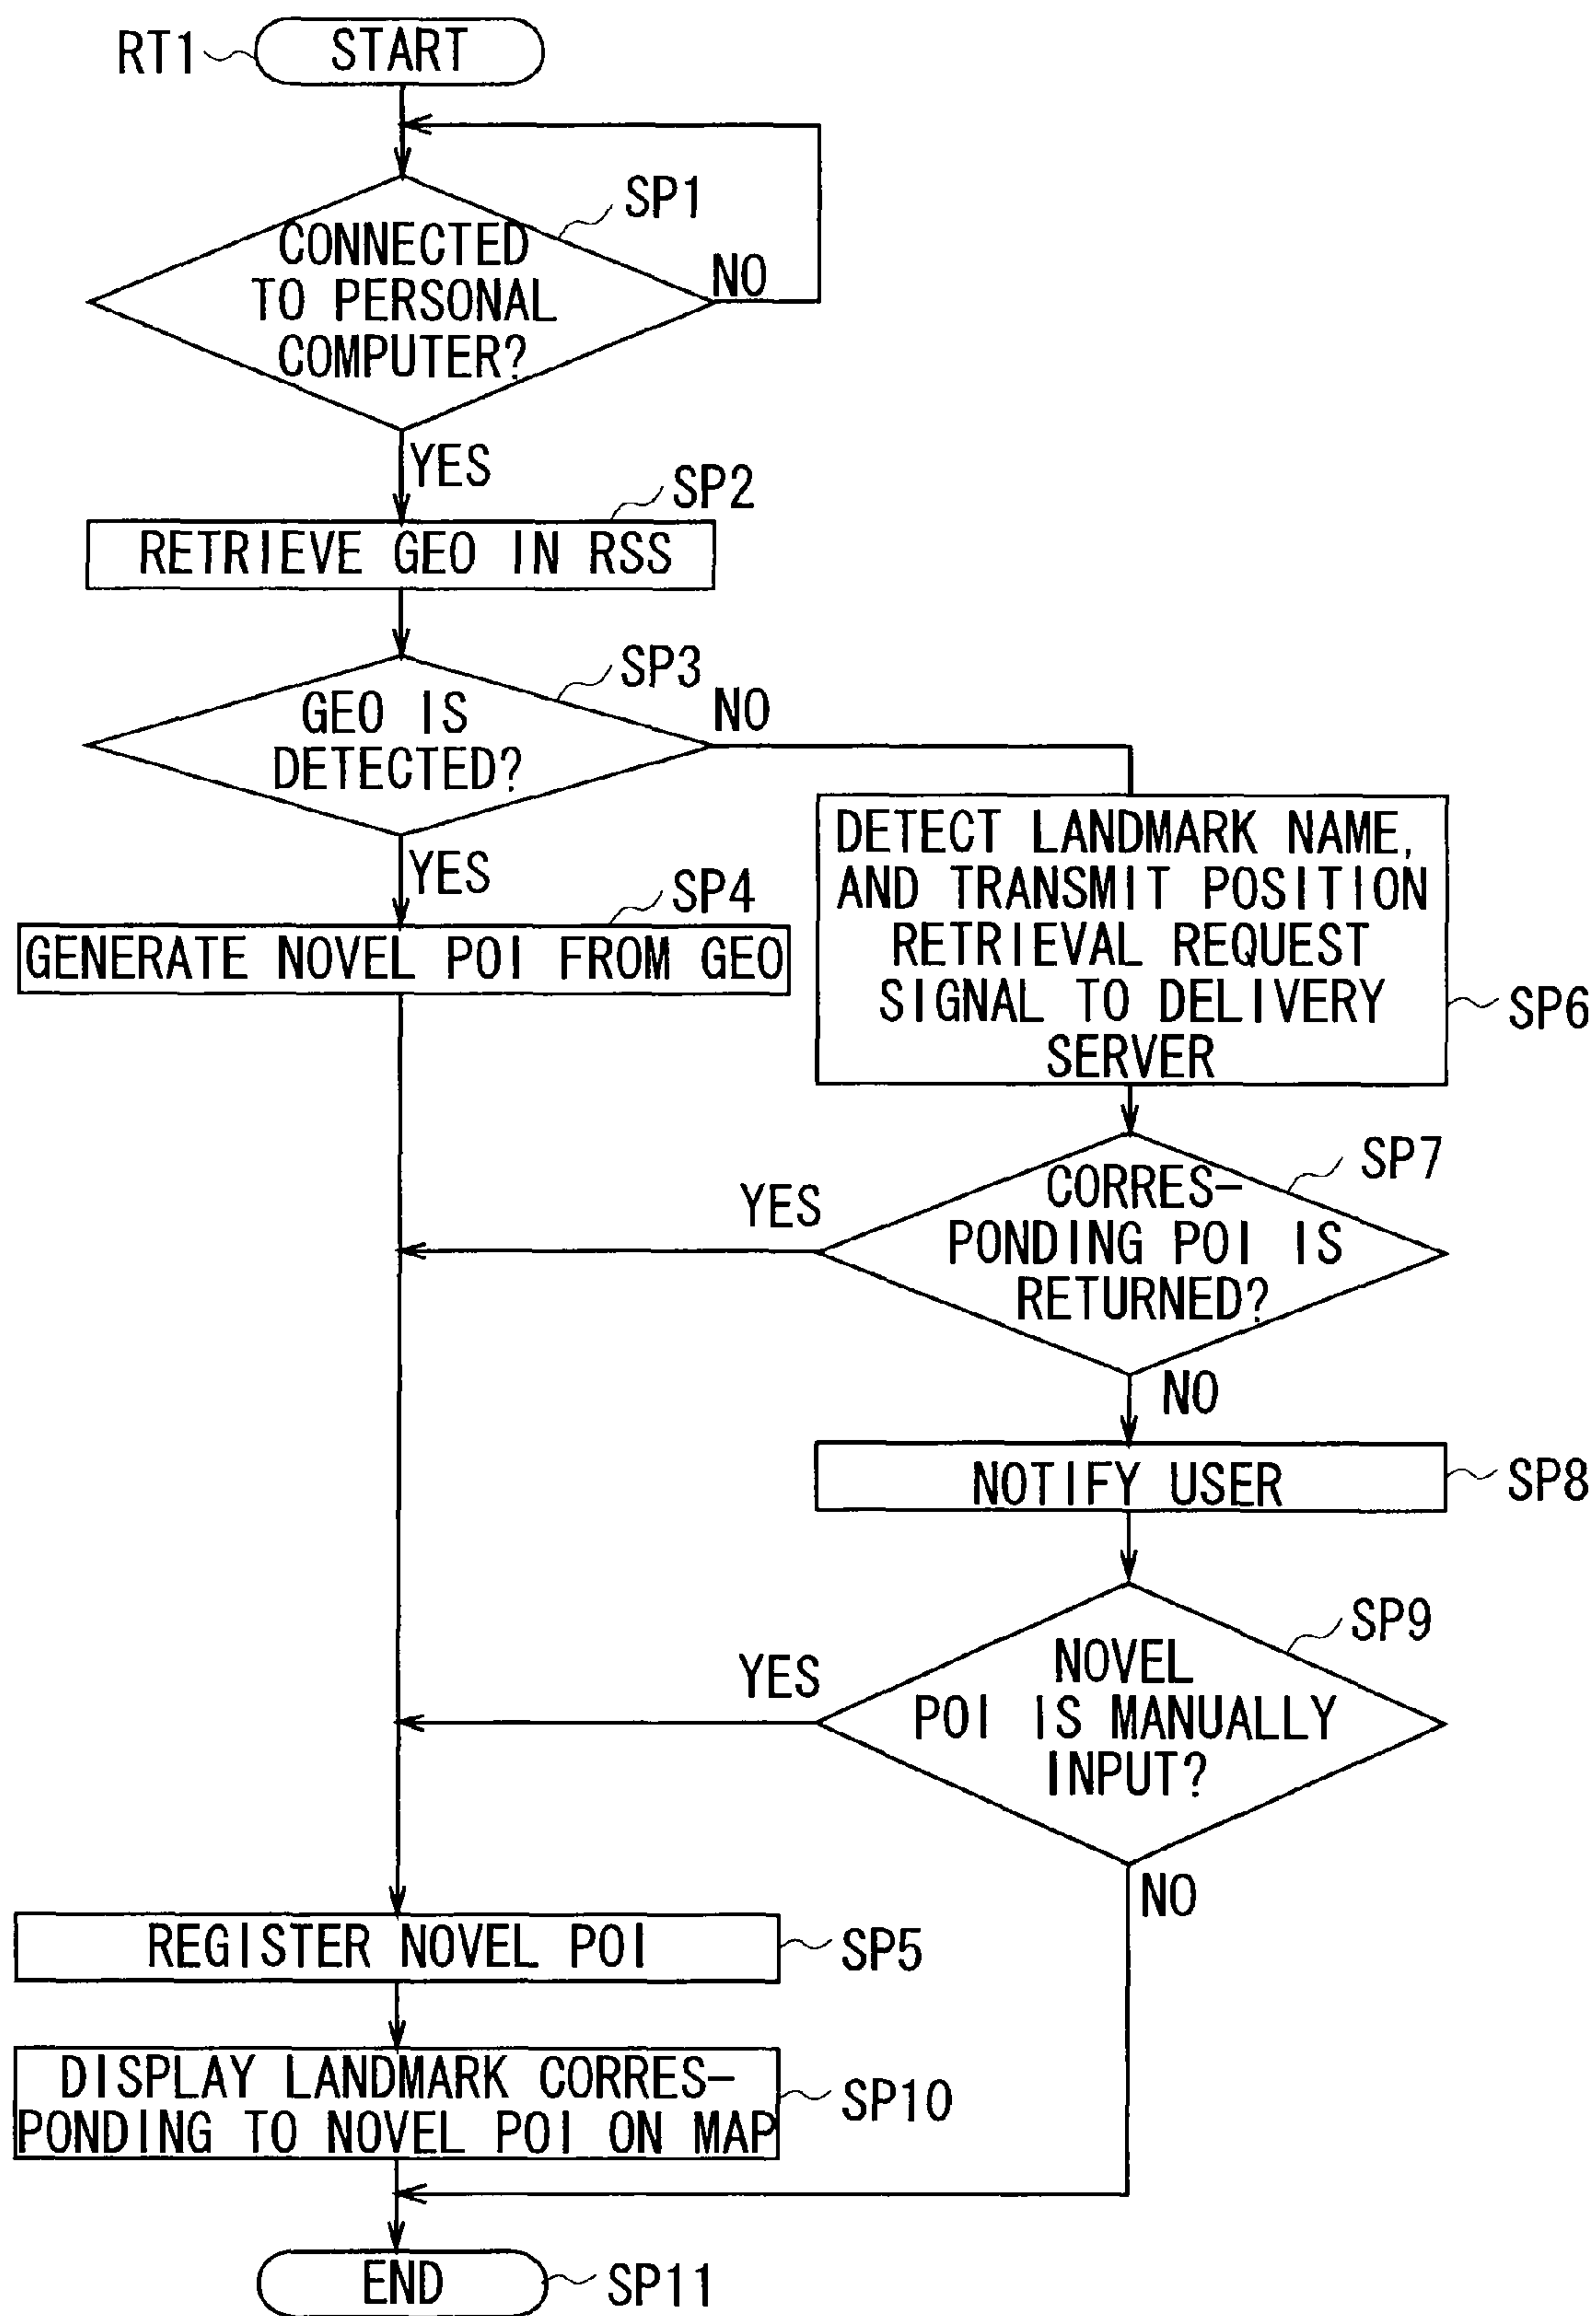 RT1
START
SP1
CONNECTED
TO PERSONAL
COMPUTER?
NO
YES
SP2
RETRIEVE GEO IN RSS
SP3
GEO IS
DETECTED?
NO
YES
SP4
GENERATE NOVEL POI FROM GEO
DETECT LANDMARK NAME,
AND TRANSMIT POSITION
RETRIEVAL REQUEST
SIGNAL TO DELIVERY
SERVER
SP6
SP7
CORRES-
PONDING POI IS
RETURNED?
YES
NO
NOTIFY USER
SP8
SP9
NOVEL
POI IS MANUALLY
INPUT?
YES
NO
REGISTER NOVEL POI
SP5
DISPLAY LANDMARK CORRES-
PONDING TO NOVEL POI ON MAP
SP10
END
SP11